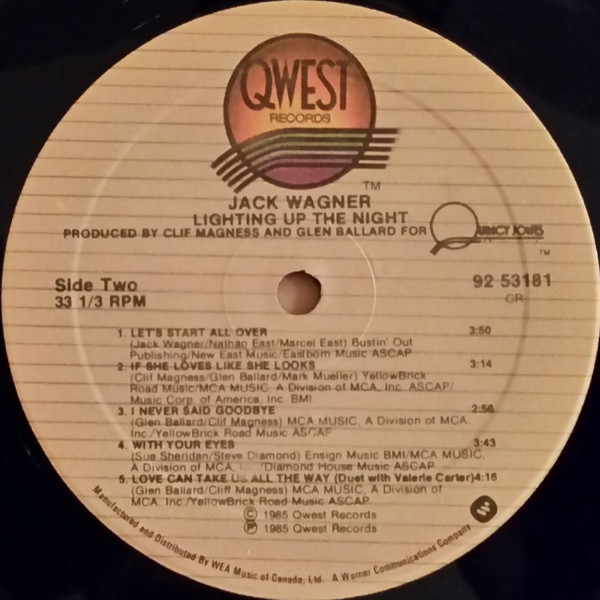 QWEST
RECORDS
TM
JACK WAGNER
LIGHTING UP THE NIGHT
PRODUCED BY CLIF MAGNESS AND GLEN BALLARD FOR QUINCY JONES
TM
Side Two
33 1/3 RPM
92 53181
CR
1. LET'S START ALL OVER 3:50
(Jack Wagner/Nathan East/Marcel East) Bustin' Out
Publishing/New East Music/Eastborn Music ASCAP
2. IF SHE LOVES LIKE SHE LOOKS 3:14
(Clif Magness/Glen Ballard/Mark Mueller) YellowBrick
Road Music/MCA MUSIC, A Division of MCA, Inc. ASCAP/
Music Corp. of America, Inc. BMI
3. I NEVER SAID GOODBYE 2:56
(Glen Ballard/Clif Magness) MCA MUSIC, A Division of MCA,
Inc./YellowBrick Road Music ASCAP
4. WITH YOUR EYES 3:43
(Sue Sheridan/Steve Diamond) Ensign Music BMI/MCA MUSIC,
A Division of MCA, /Diamond House Music ASCAP
5. LOVE CAN TAKE US ALL THE WAY (Duet with Valerie Carter) 4:18
(Glen Ballard/Cliff Magness) MCA MUSIC, A Division of
MCA, Inc./YellowBrick Road Music ASCAP
© 1985 Qwest Records
℗ 1985 Qwest Records
Manufactured and Distributed By WEA Music of Canada, Ltd. A Warner Communications Company